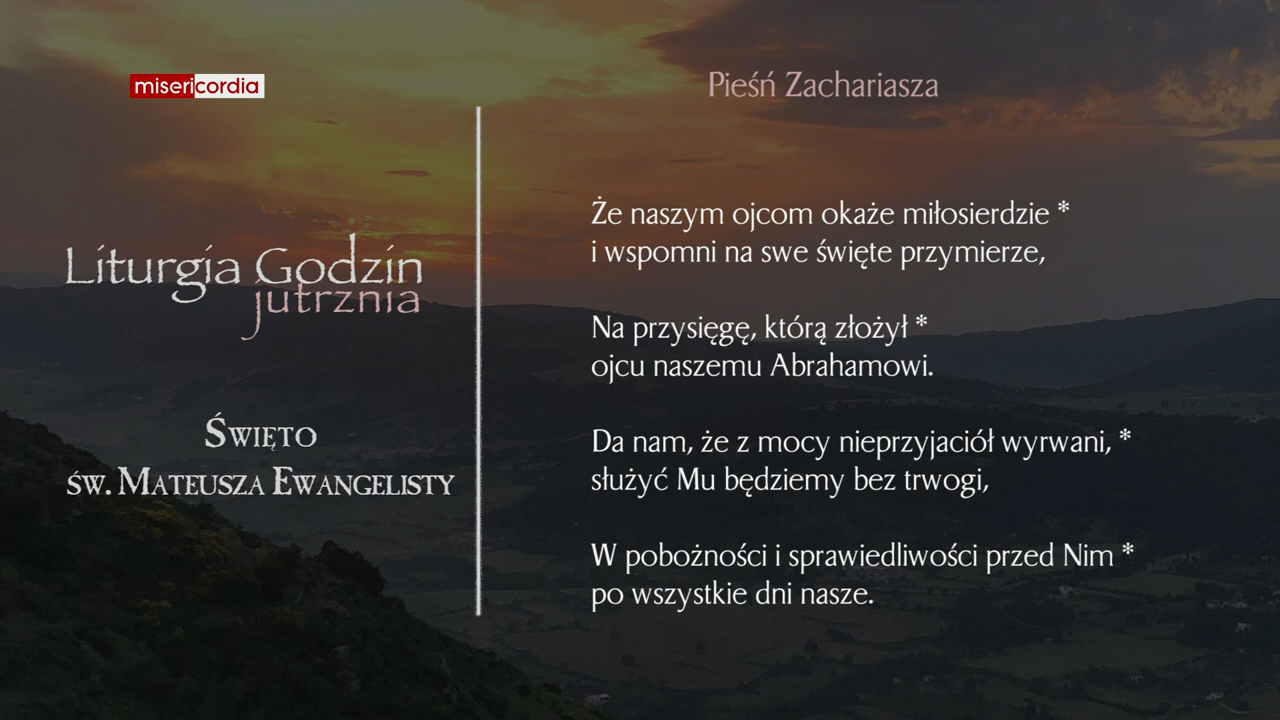 misericordia
Liturgia Godzin
jutrznia
Święto
św. Mateusza Ewangelisty
Pieśń Zachariasza
Że naszym ojcom okaże miłosierdzie *
i wspomni na swe święte przymierze,
Na przysięgę, którą złożył *
ojcu naszemu Abrahamowi.
Da nam, że z mocy nieprzyjaciół wyrwani, *
służyć Mu będziemy bez trwogi,
W pobożności i sprawiedliwości przed Nim *
po wszystkie dni nasze.